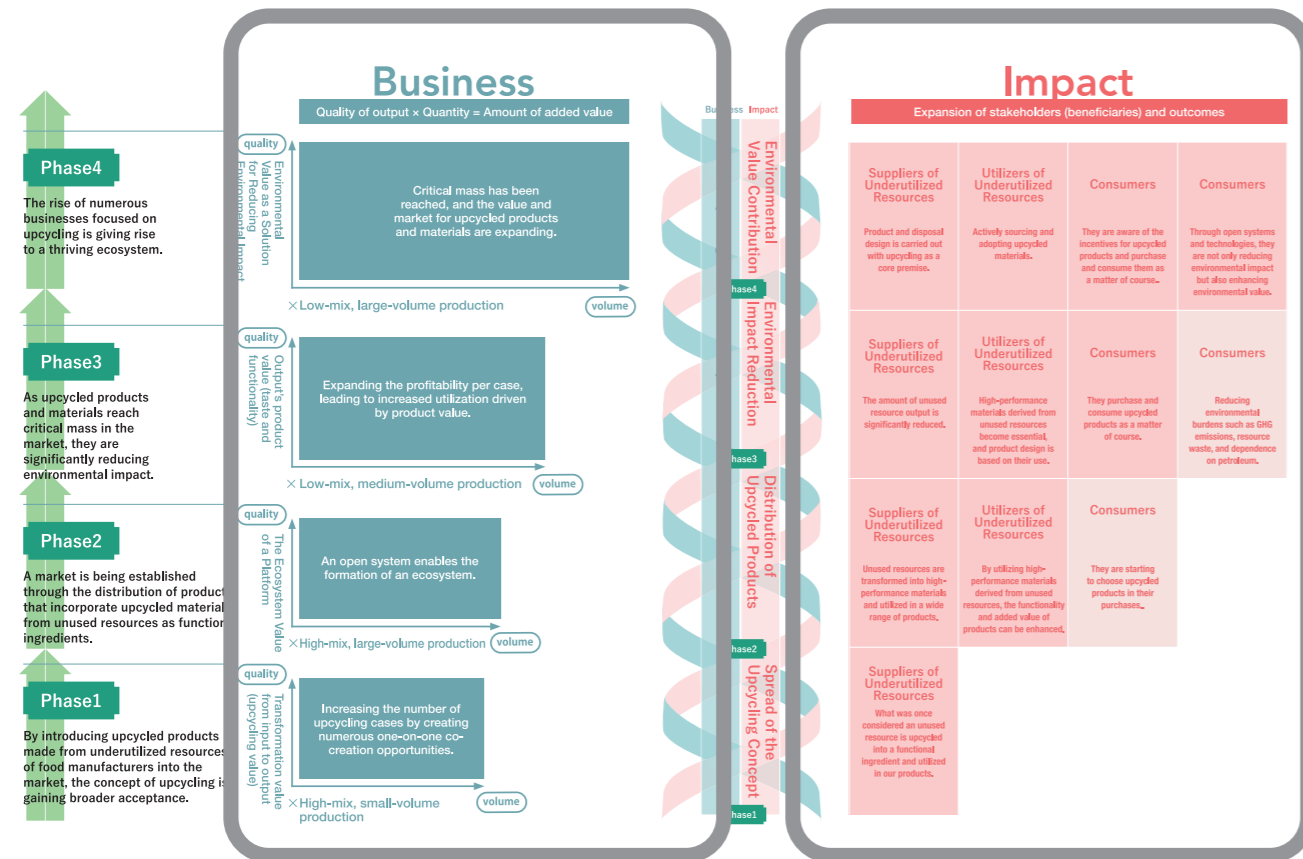 Business
Quality of output × Quantity = Amount of added value
Impact
Expansion of stakeholders (beneficiaries) and outcomes
Phase4
The rise of numerous
businesses focused on
upcycling is giving rise
to a thriving ecosystem.
quality
Environmental
Value as a Solution
for Reducing
Environmental Impact
Critical mass has been
reached, and the value and
market for upcycled products
and materials are expanding.
×Low-mix, large-volume production
volume
Phase3
As upcycled products
and materials reach
critical mass in the
market, they are
significantly reducing
environmental impact.
quality
Output's product
value (taste and
functionality)
Expanding the profitability per case,
leading to increased utilization driven
by product value.
×Low-mix, medium-volume production
volume
Phase2
A market is being established
through the distribution of product
that incorporate upcycled material
from unused resources as function
ingredients.
quality
The Ecosystem Value
of a Platform
An open system enables the
formation of an ecosystem.
×High-mix, large-volume production
volume
Phase1
By introducing upcycled products
made from underutilized resources
of food manufacturers into the
market, the concept of upcycling is
gaining broader acceptance.
quality
Transformation value
from input to output
(upcycling value)
Increasing the number of
upcycling cases by creating
numerous one-on-one co-
creation opportunities.
×High-mix, small-volume
production
volume
Impact
Environmental
Value Contribution
hase4
Environmental
Impact Reduction
hase3
Distribution of
Upcycled Products
hase2
Spread of the
Upcycling Concept
hase1
Suppliers of
Underutilized
Resources
Product and disposal
design is carried out
with upcycling as a
core premise.
Utilizers of
Underutilized
Resources
Actively sourcing and
adopting upcycled
materials.
Consumers
They are aware of the
incentives for upcycled
products and purchase
and consume them as
a matter of course.
Consumers
Through open systems
and technologies, they
are not only reducing
environmental impact
but also enhancing
environmental value.
Suppliers of
Underutilized
Resources
The amount of unused
resource output is
significantly reduced.
Utilizers of
Underutilized
Resources
High-performance
materials derived from
unused resources
become essential,
and product design is
based on their use.
Consumers
They purchase and
consume upcycled
products as a matter
of course.
Consumers
Reducing
environmental
burdens such as GHG
emissions, resource
waste, and dependence
on petroleum.
Suppliers of
Underutilized
Resources
Unused resources are
transformed into high-
performance materials
and utilized in a wide
range of products.
Utilizers of
Underutilized
Resources
By utilizing high-
performance materials
derived from unused
resources, the functionality
and added value of
products can be enhanced.
Consumers
They are starting
to choose upcycled
products in their
purchases.
Suppliers of
Underutilized
Resources
What was once
considered an unused
resource is upcycled
into a functional
ingredient and utilized
in our products.